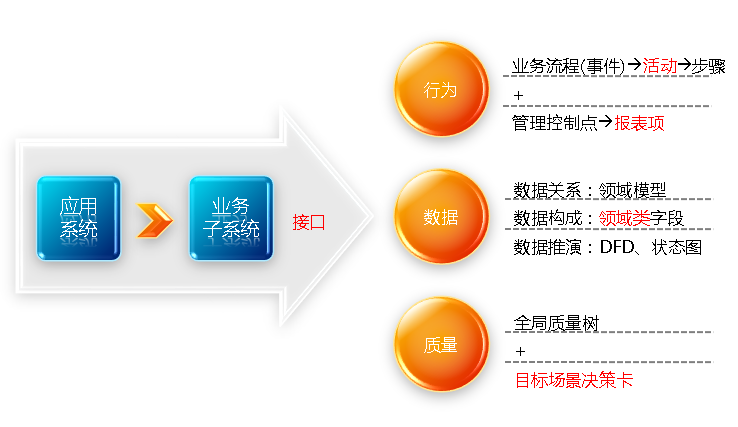 应用
系统
业务
子系统
接口
行为
业务流程(事件)→活动→步骤
+
管理控制点→报表项
数据
数据关系：领域模型
数据构成：领域类字段
数据推演：DFD、状态图
质量
全局质量树
+
目标场景决策卡